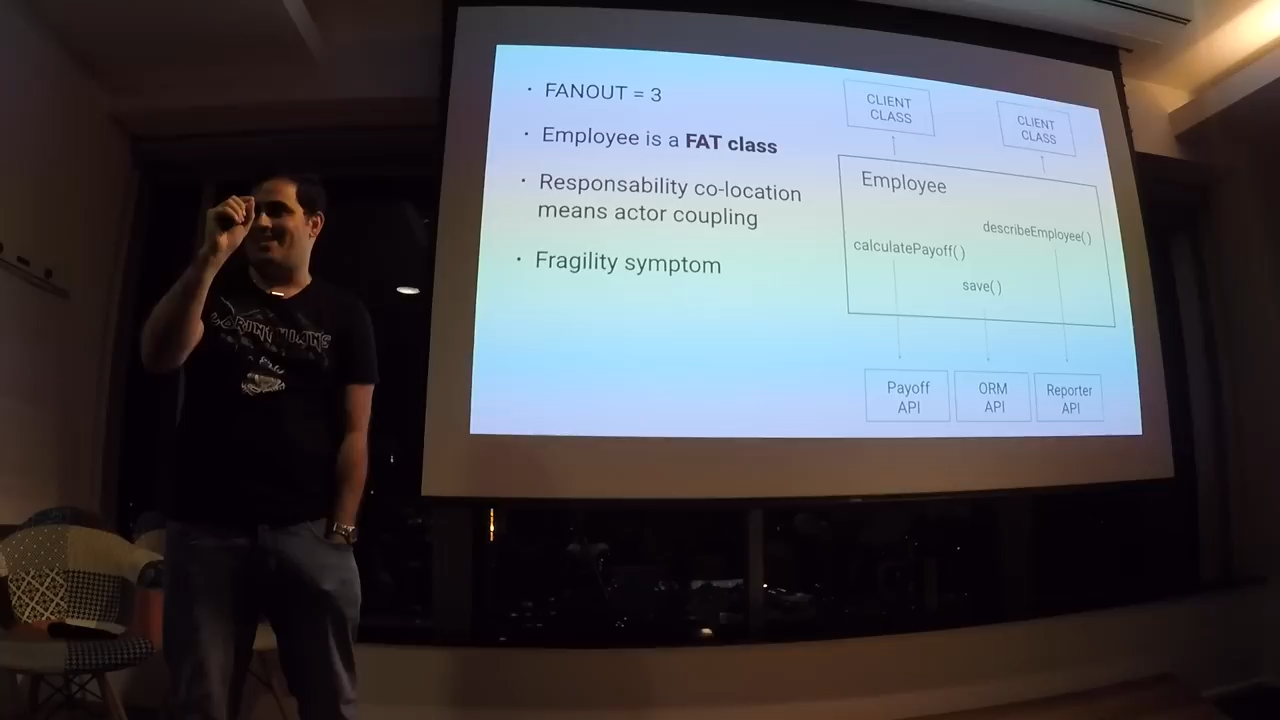 · FANOUT = 3
· Employee is a FAT class
· Responsability co-location
means actor coupling
· Fragility symptom
CLIENT
CLASS
CLIENT
CLASS
Employee
describeEmployee()
calculatePayoff()
save()
Payoff
API
ORM
API
Reporter
API
CORINTHIANS